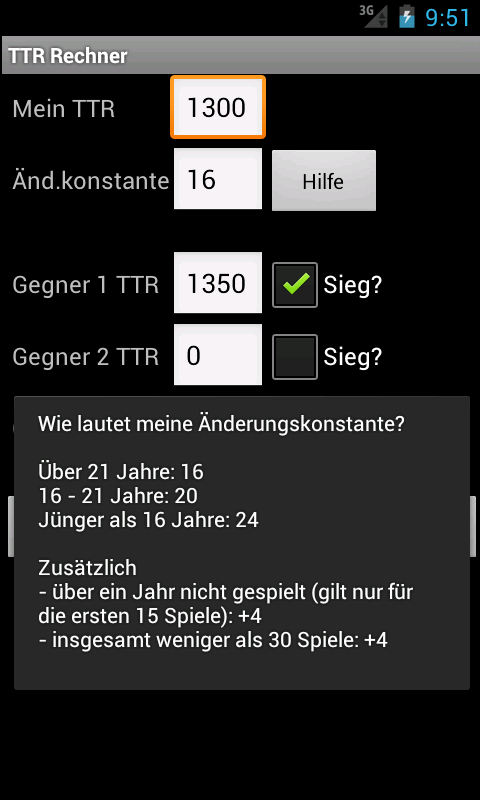 3G 9:51
TTR Rechner
Mein TTR 1300
Änd.konstante 16 Hilfe
Gegner 1 TTR 1350 Sieg?
Gegner 2 TTR 0 Sieg?
Wie lautet meine Änderungskonstante?
Über 21 Jahre: 16
16 - 21 Jahre: 20
Jünger als 16 Jahre: 24
Zusätzlich
- über ein Jahr nicht gespielt (gilt nur für
die ersten 15 Spiele): +4
- insgesamt weniger als 30 Spiele: +4